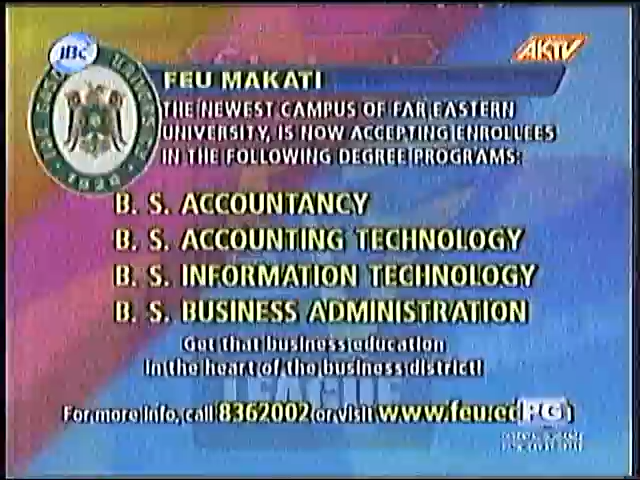 IBC
AKTV
FEU MAKATI
THE NEWEST CAMPUS OF FAR EASTERN
UNIVERSITY, IS NOW ACCEPTING ENROLLEES
IN THE FOLLOWING DEGREE PROGRAMS:
B. S. ACCOUNTANCY
B. S. ACCOUNTING TECHNOLOGY
B. S. INFORMATION TECHNOLOGY
B. S. BUSINESS ADMINISTRATION
Get that business education
in the heart of the business district!
LEAGUE
For more info, call 8362002 or visit www.feu.ed
PG